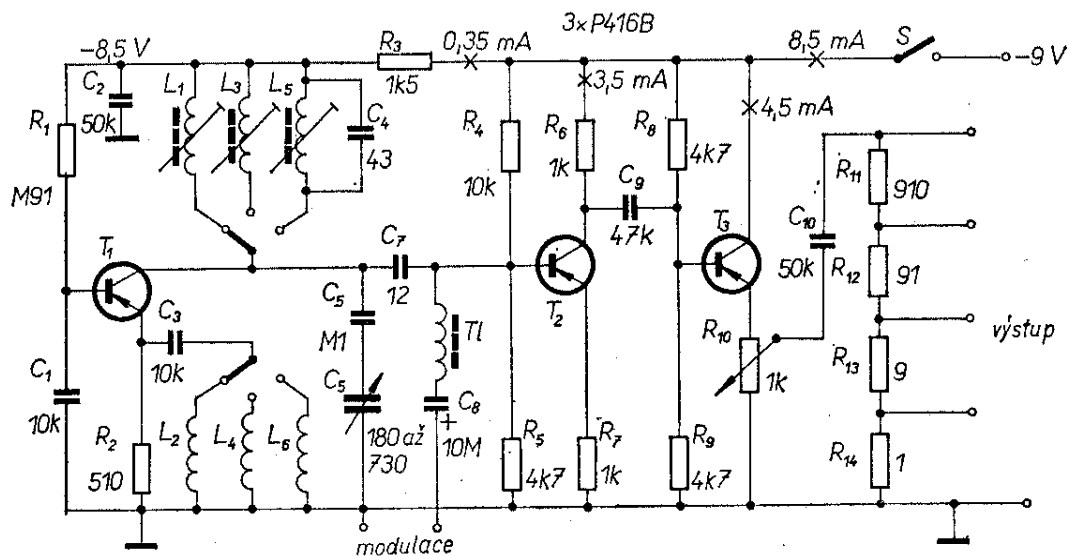 3×P416B
–8,5 V
R3
1k5
0,35 mA
8,5 mA
S
–9 V
C2
50k
L1
L3
L5
C4
43
3,5 mA
4,5 mA
R1
M91
R4
10k
R6
1k
R8
4k7
C9
47k
R11
910
C10
50k
R12
91
T1
C7
12
T2
T3
C3
10k
C5
M1
Tl
R10
1k
R13
9
výstup
C1
10k
R2
510
L2
L4
L6
C5
180 až
730
C8
+
10M
R5
4k7
R7
1k
R9
4k7
R14
1
modulace